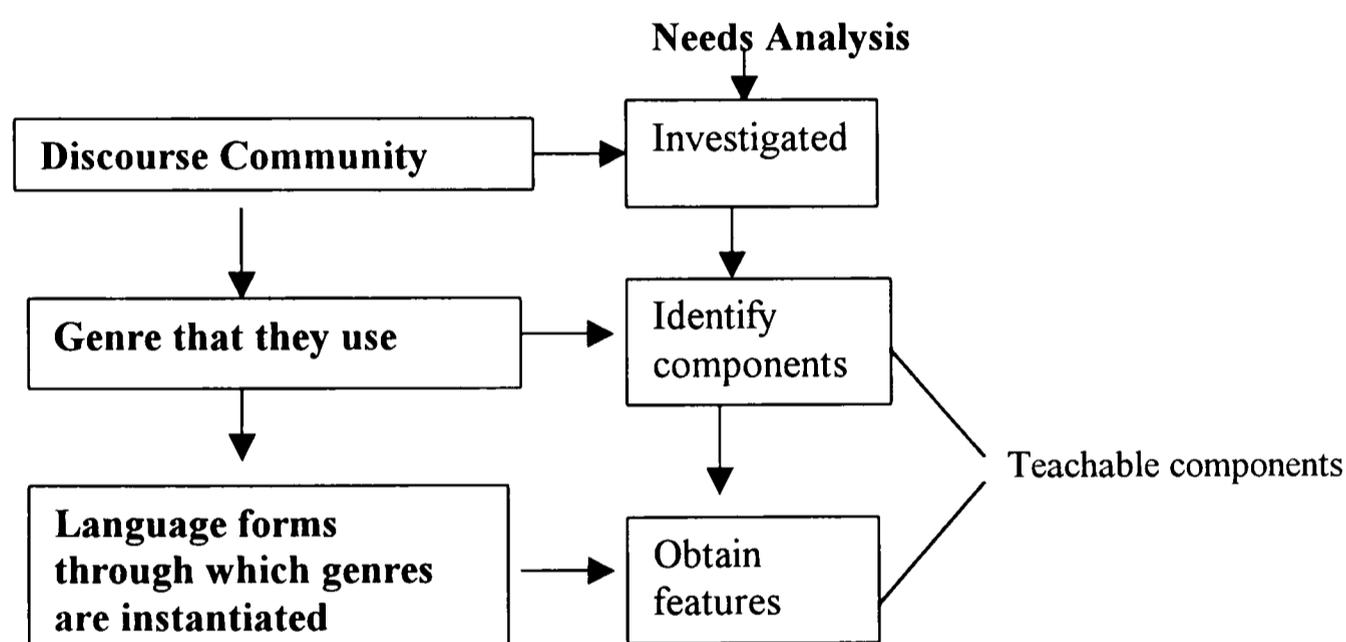 Needs Analysis
Discourse Community
Investigated
Genre that they use
Identify
components
Teachable components
Language forms
through which genres
are instantiated
Obtain
features